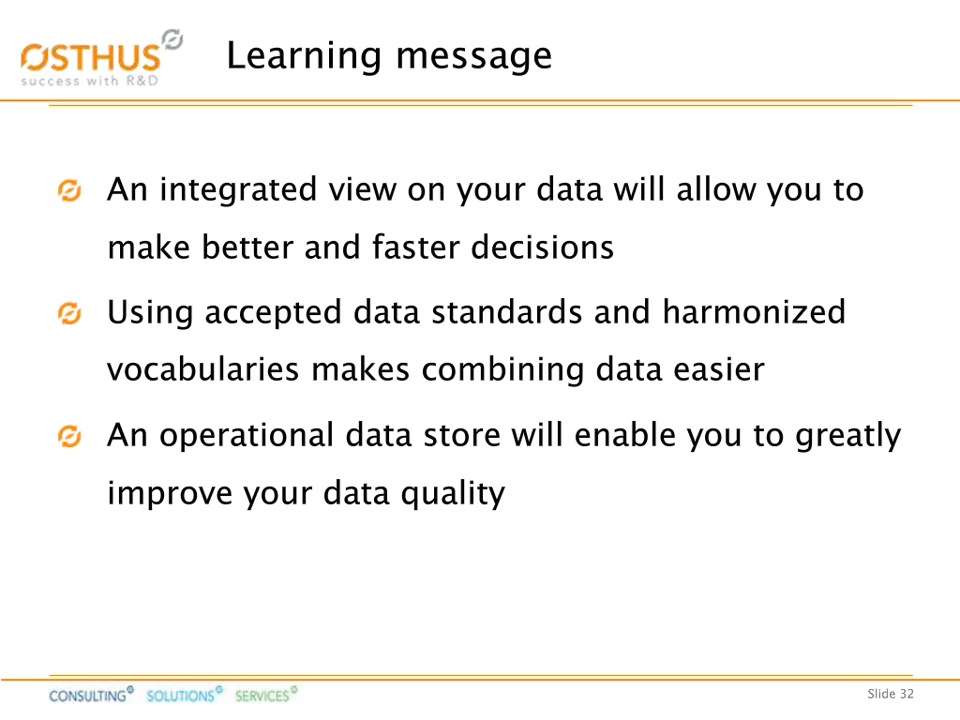 OSTHUS
success with R&D
Learning message
An integrated view on your data will allow you to
make better and faster decisions
Using accepted data standards and harmonized
vocabularies makes combining data easier
An operational data store will enable you to greatly
improve your data quality
CONSULTING SOLUTIONS SERVICES
Slide 32